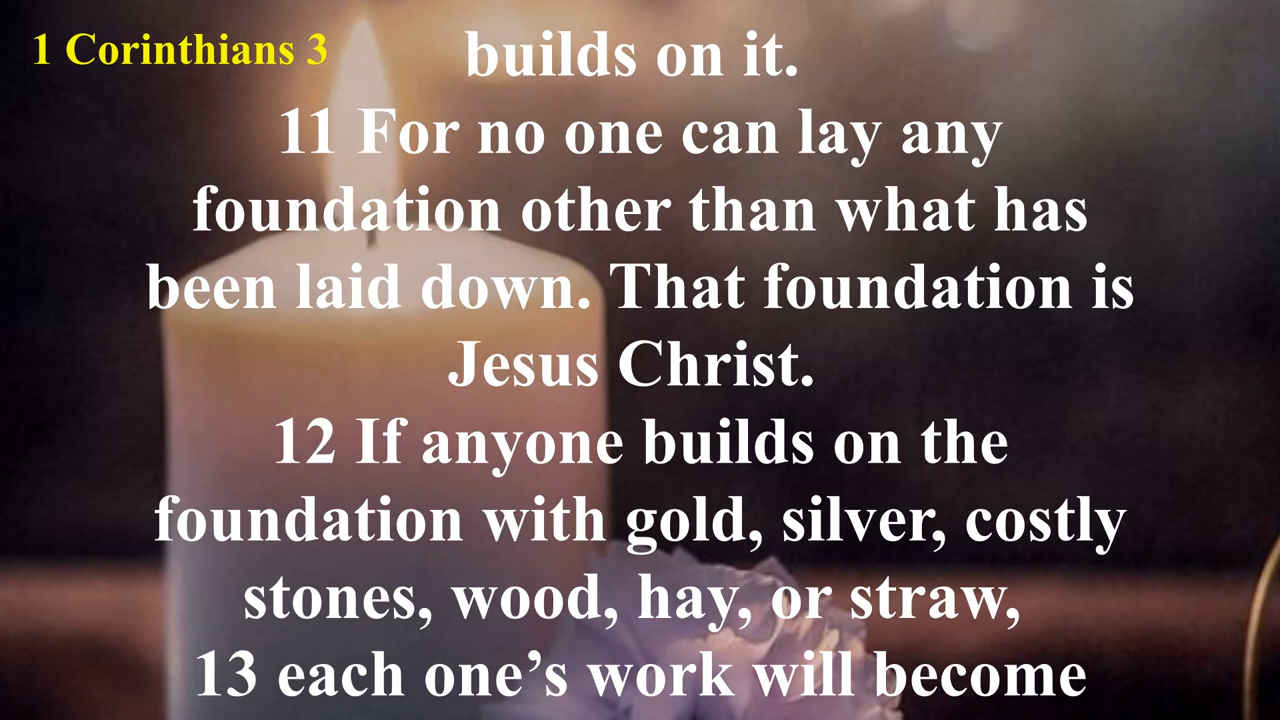 1 Corinthians 3
builds on it.
11 For no one can lay any
foundation other than what has
been laid down. That foundation is
Jesus Christ.
12 If anyone builds on the
foundation with gold, silver, costly
stones, wood, hay, or straw,
13 each one’s work will become